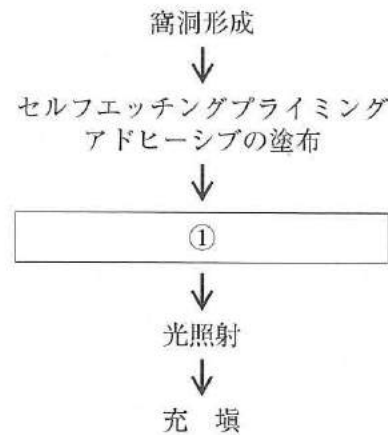 窩洞形成
セルフエッチングプライミング
アドヒーシブの塗布
①
光照射
充　塡